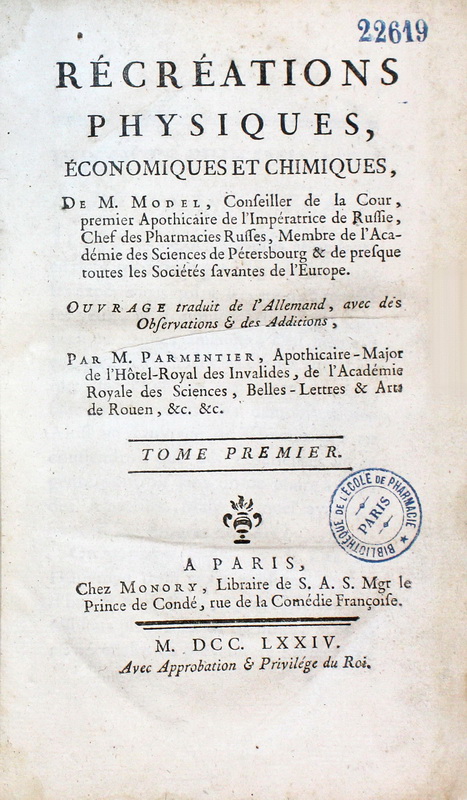 22619
RÉCRÉATIONS
PHYSIQUES,
ÉCONOMIQUES ET CHIMIQUES,
DE M. MODEL, Conſeiller de la Cour,
premier Apothicaire de l'Impératrice de Ruſſie,
Chef des Pharmacies Ruſſes, Membre de l'Aca-
démie des Sciences de Pétersbourg & de preſque
toutes les Sociétés ſavantes de l'Europe.
OUVRAGE traduit de l'Allemand, avec des
Obſervations & des Additions,
PAR M. PARMENTIER, Apothicaire-Major
de l'Hôtel-Royal des Invalides, de l'Académie
Royale des Sciences, Belles-Lettres & Arts
de Rouen, &c. &c.
TOME PREMIER.
BIBLIOTHÈQUE DE L'ÉCOLE DE PHARMACIE
PARIS
A PARIS,
Chez MONORY, Libraire de S. A. S. Mgr le
Prince de Condé, rue de la Comédie Françoiſe.
M. DCC. LXXIV.
Avec Approbation & Privilége du Roi.